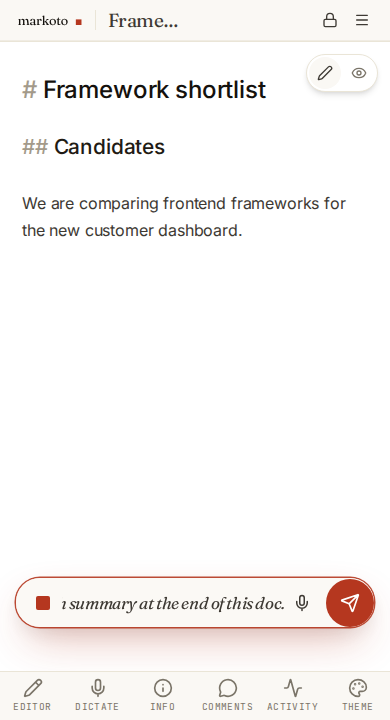 markoto
Frame...
# Framework shortlist
## Candidates
We are comparing frontend frameworks for
the new customer dashboard.
summary at the end of this doc.
EDITOR DICTATE INFO COMMENTS ACTIVITY THEME